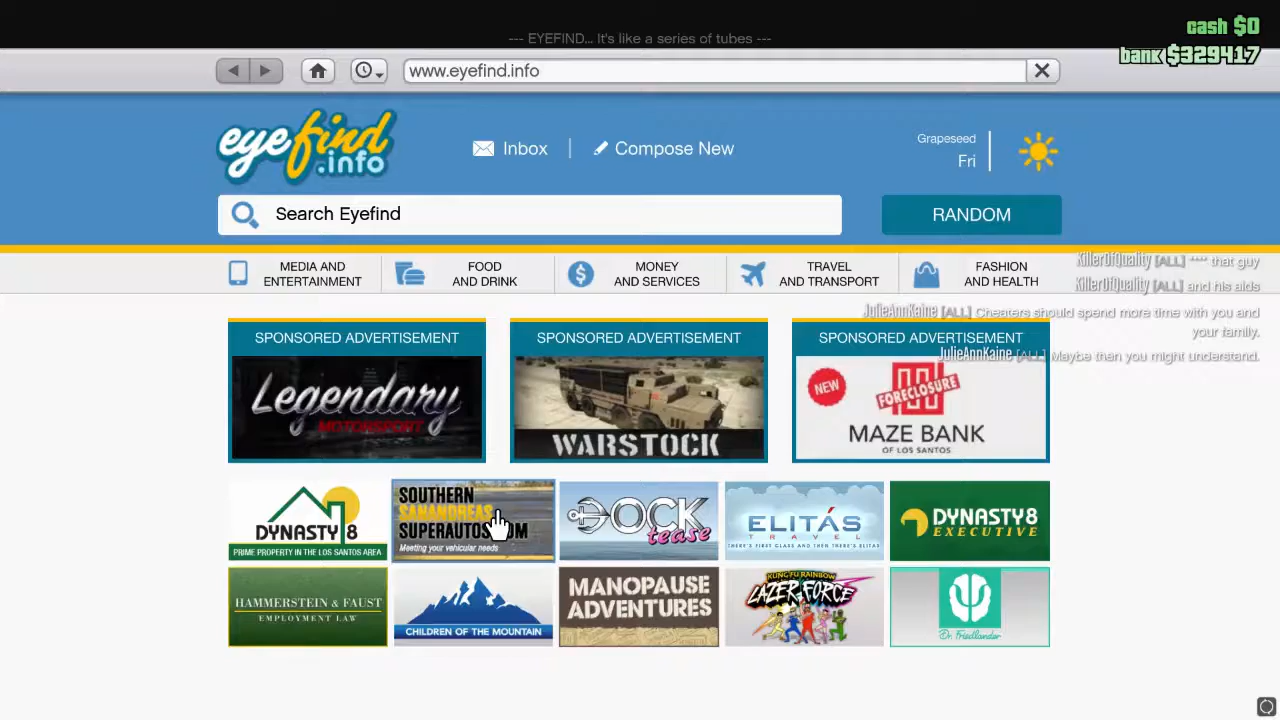 --- EYEFIND... It's like a series of tubes ---
cash $0
bank $329417
www.eyefind.info
eyefind
.info
Inbox
Compose New
Grapeseed
Fri
Search Eyefind
RANDOM
MEDIA AND
ENTERTAINMENT
FOOD
AND DRINK
MONEY
AND SERVICES
TRAVEL
AND TRANSPORT
FASHION
AND HEALTH
KillerOfQuality [ALL] **** that guy
KillerOfQuality [ALL] and his aids
JulieAnnKaine [ALL] Cheaters should spend more time with you and
your family.
JulieAnnKaine [ALL] Maybe then you might understand.
SPONSORED ADVERTISEMENT
Legendary
MOTORSPORT
SPONSORED ADVERTISEMENT
WARSTOCK
SPONSORED ADVERTISEMENT
NEW
FORECLOSURE
MAZE BANK
OF LOS SANTOS
DYNASTY 8
PRIME PROPERTY IN THE LOS SANTOS AREA
SOUTHERN
SANANDREAS
SUPERAUTOS.COM
Meeting your vehicular needs
DOCK
tease
ELITÁS
TRAVEL
THERE'S FIRST CLASS AND THEN THERE'S ELITAS
DYNASTY 8
EXECUTIVE
HAMMERSTEIN & FAUST
EMPLOYMENT LAW
CHILDREN OF THE MOUNTAIN
MANOPAUSE
ADVENTURES
KUNG FU RAINBOW
LAZER FORCE
Dr. Friedlander